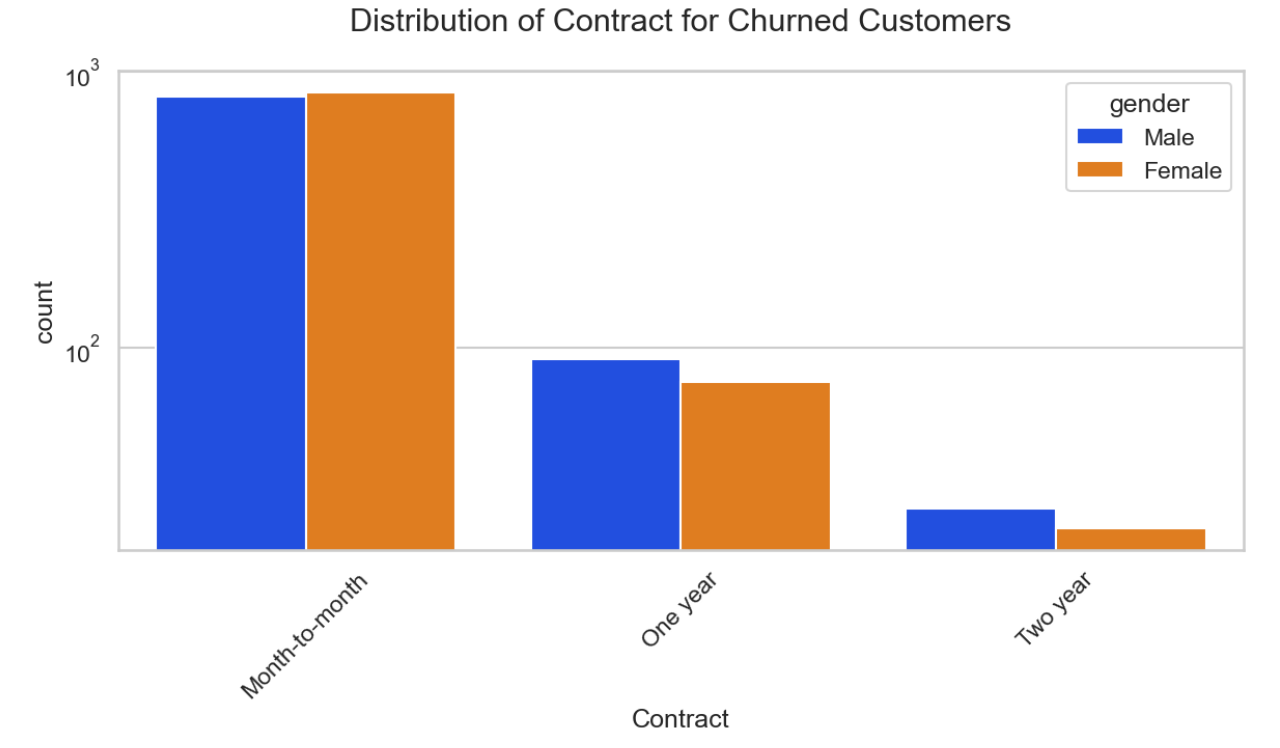 Distribution of Contract for Churned Customers
10³
gender
Male
Female
count
10²
Month-to-month
One year
Two year
Contract